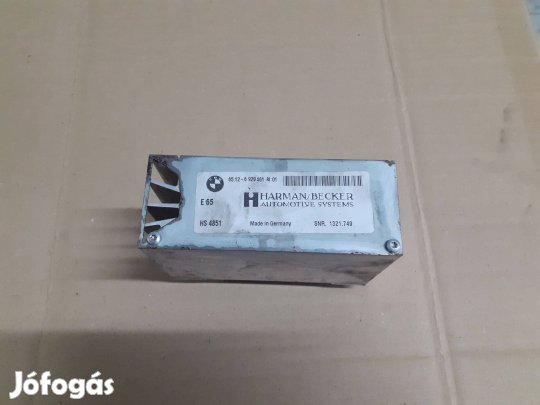 65.12-6 929 461 AI 01
E 65
HARMAN/BECKER
AUTOMOTIVE SYSTEMS
HS 4851 Made in Germany SNR. 1321.749
Jófogás